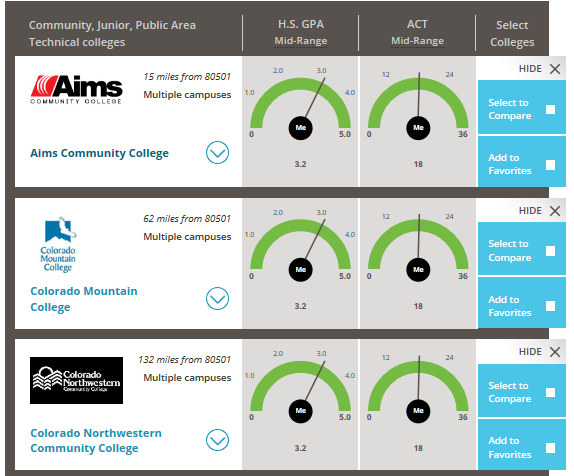 Community, Junior, Public Area
Technical colleges
H.S. GPA
Mid-Range
ACT
Mid-Range
Select
Colleges
Aims
COMMUNITY COLLEGE
15 miles from 80501
Multiple campuses
Aims Community College
0
1.0
2.0
3.0
4.0
5.0
Me
3.2
0
12
24
36
Me
18
HIDE
Select to
Compare
Add to
Favorites
Colorado
Mountain
College
62 miles from 80501
Multiple campuses
Colorado Mountain
College
0
1.0
2.0
3.0
4.0
5.0
Me
3.2
0
12
24
36
Me
18
HIDE
Select to
Compare
Add to
Favorites
Colorado
Northwestern
Community College
132 miles from 80501
Multiple campuses
Colorado Northwestern
Community College
0
1.0
2.0
3.0
4.0
5.0
Me
3.2
0
12
24
36
Me
18
HIDE
Select to
Compare
Add to
Favorites